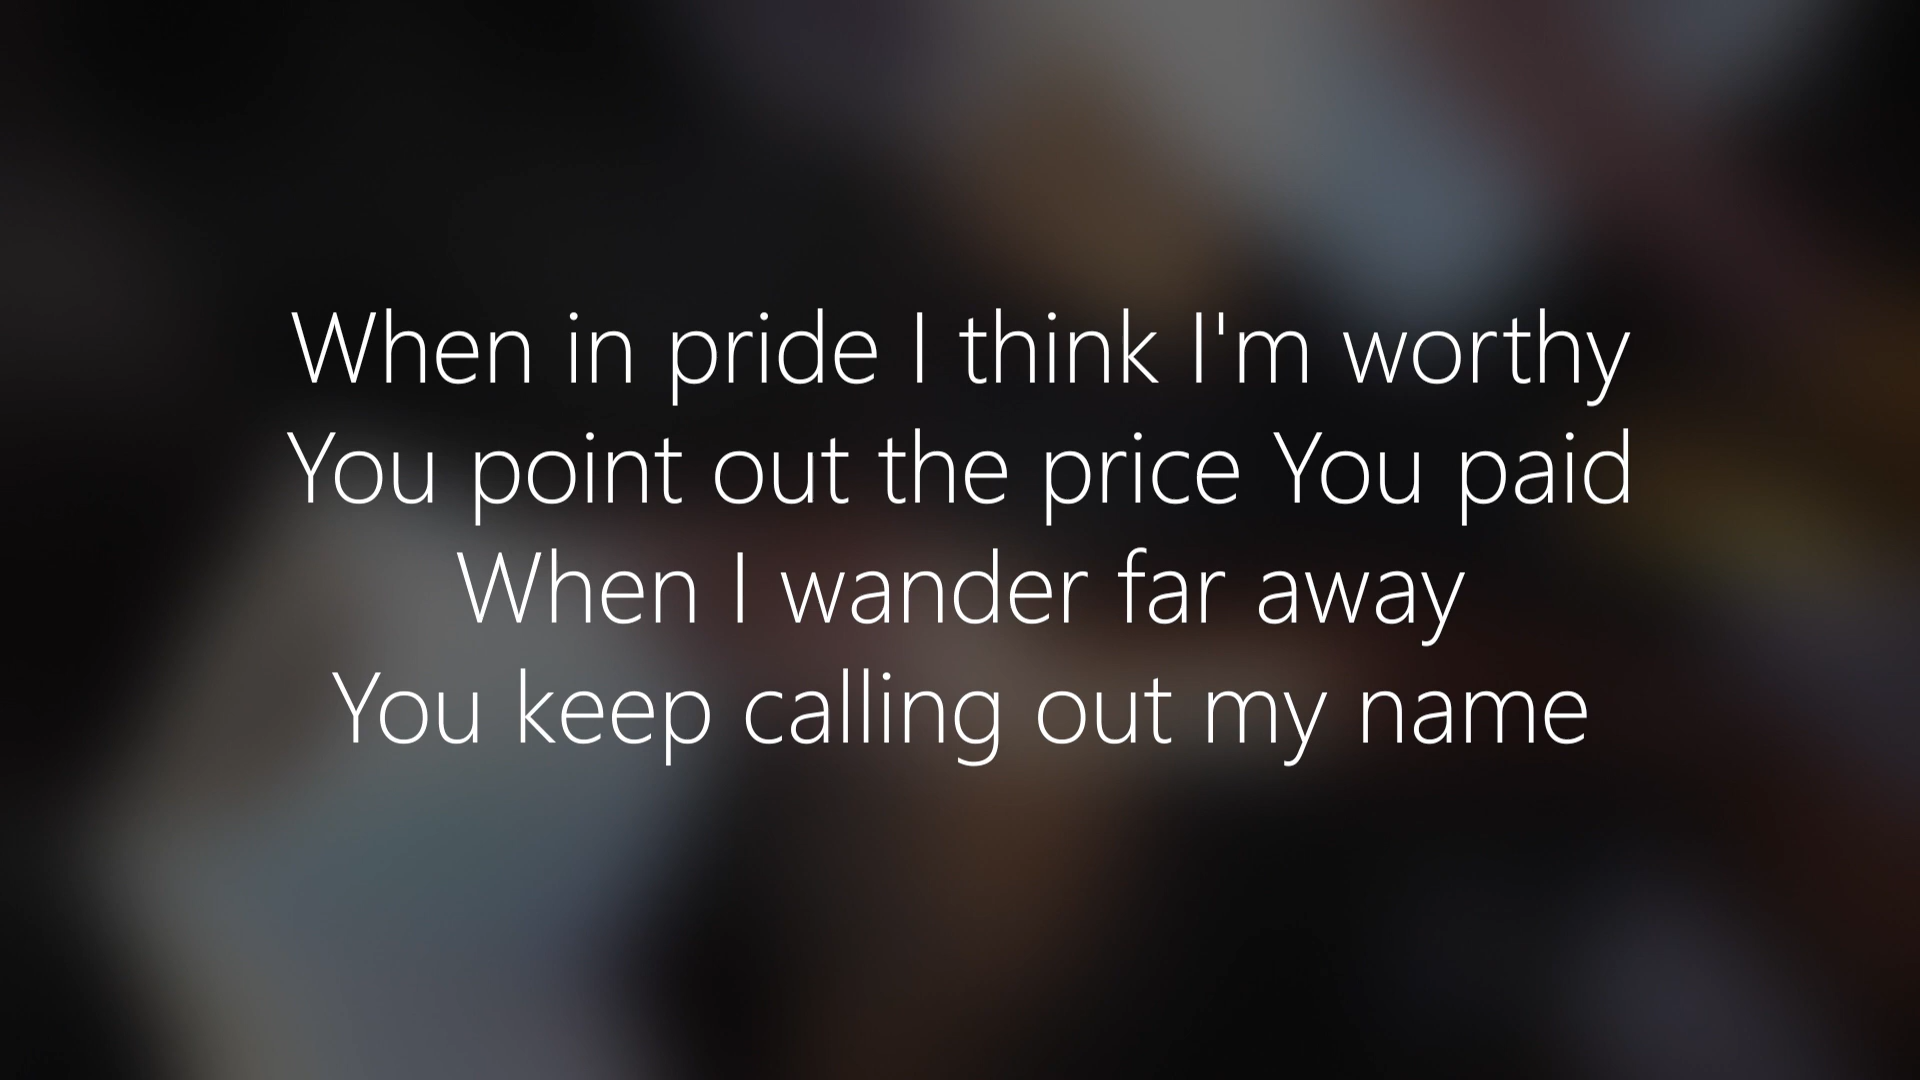 When in pride I think I'm worthy
You point out the price You paid
When I wander far away
You keep calling out my name